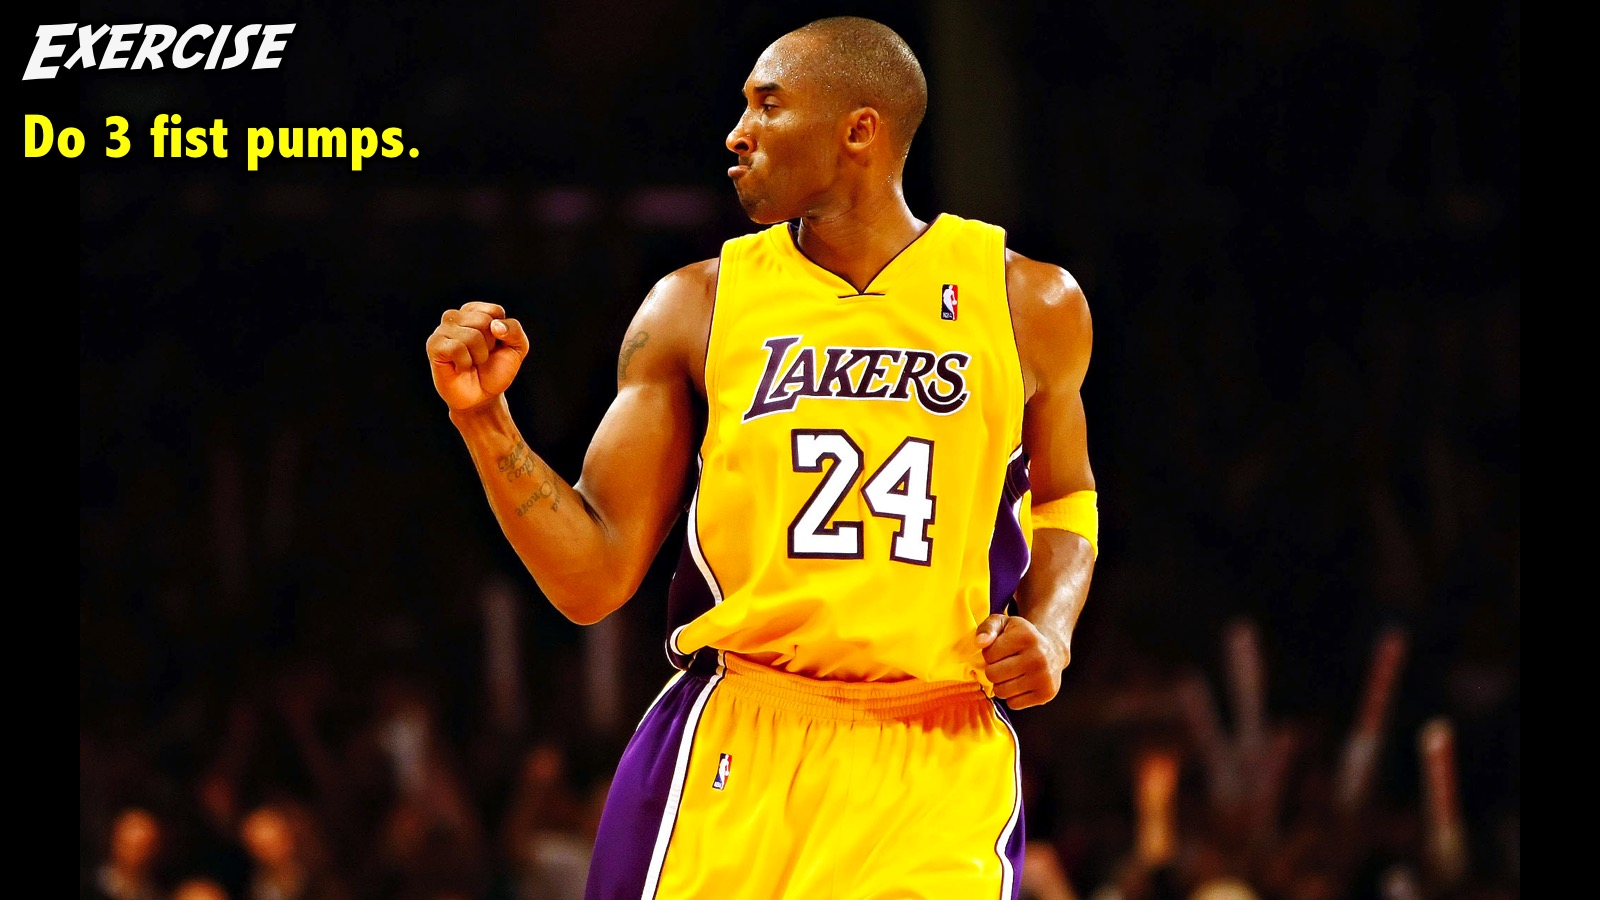 EXERCISE
Do 3 fist pumps.
LAKERS
24